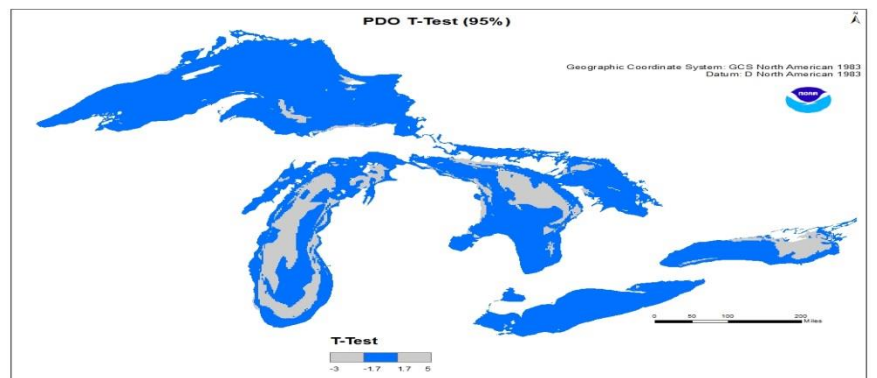 PDO T-Test (95%)
N
Geographic Coordinate System: GCS North American 1983
Datum: D North American 1983
NOAA
0 50 100 200
Miles
T-Test
-3 -1.7 1.7 5